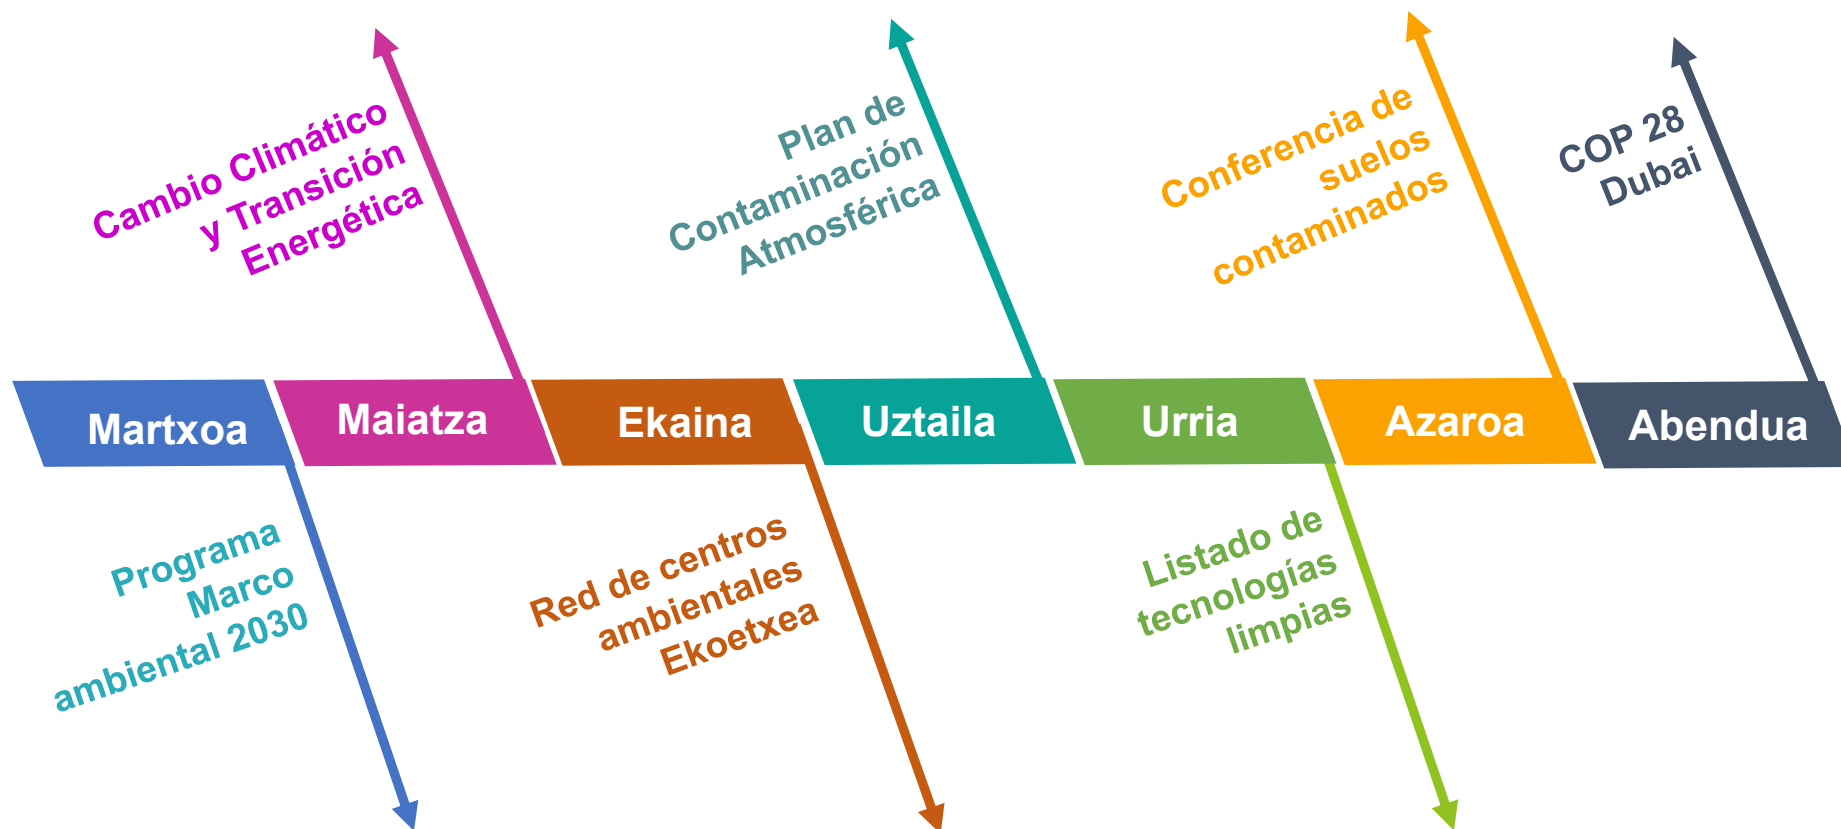 Cambio Climático
y Transición
Energética
Plan de
Contaminación
Atmosférica
Conferencia de
suelos
contaminados
COP 28
Dubai
Martxoa
Maiatza
Ekaina
Uztaila
Urria
Azaroa
Abendua
Programa
Marco
ambiental 2030
Red de centros
ambientales
Ekoetxea
Listado de
tecnologías
limpias